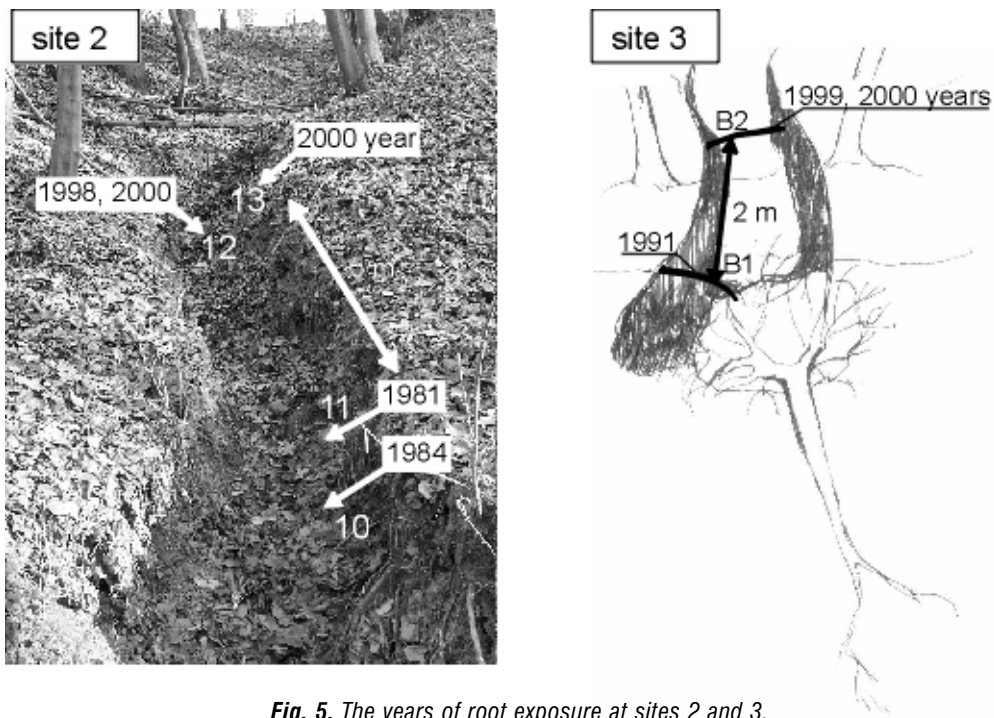 site 2
2000 year
1998, 2000
13
12
m
1981
11
1984
10
site 3
1999, 2000 years
B2
2 m
1991
B1
Fig. 5. The years of root exposure at sites 2 and 3.